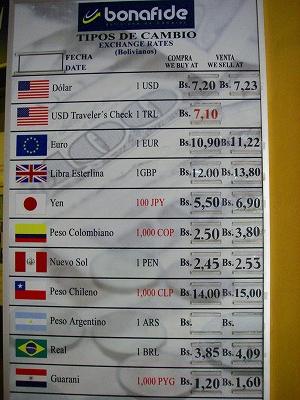 bonafide
TIPOS DE CAMBIO
EXCHANGE RATES
(Bolivianos)
FECHA
DATE
COMPRA
WE BUY AT
VENTA
WE SELL AT
Dólar 1 USD Bs. 7,20 Bs. 7,23
USD Traveler's Check 1 TRL Bs. 7,10
Euro 1 EUR Bs. 10,90 Bs. 11,22
Libra Esterlina 1GBP Bs. 12.00 Bs. 13,80
Yen 100 JPY Bs. 5,50 Bs. 6,90
Peso Colombiano 1,000 COP Bs. 2.50 Bs. 3,80
Nuevo Sol 1 PEN Bs. 2,45 Bs. 2.53
Peso Chileno 1,000 CLP Bs. 14,00 Bs. 15,00
Peso Argentino 1 ARS Bs. Bs.
Real 1 BRL Bs. 3,85 Bs. 4,09
Guarani 1,000 PYG Bs. 1,20 Bs. 1,60